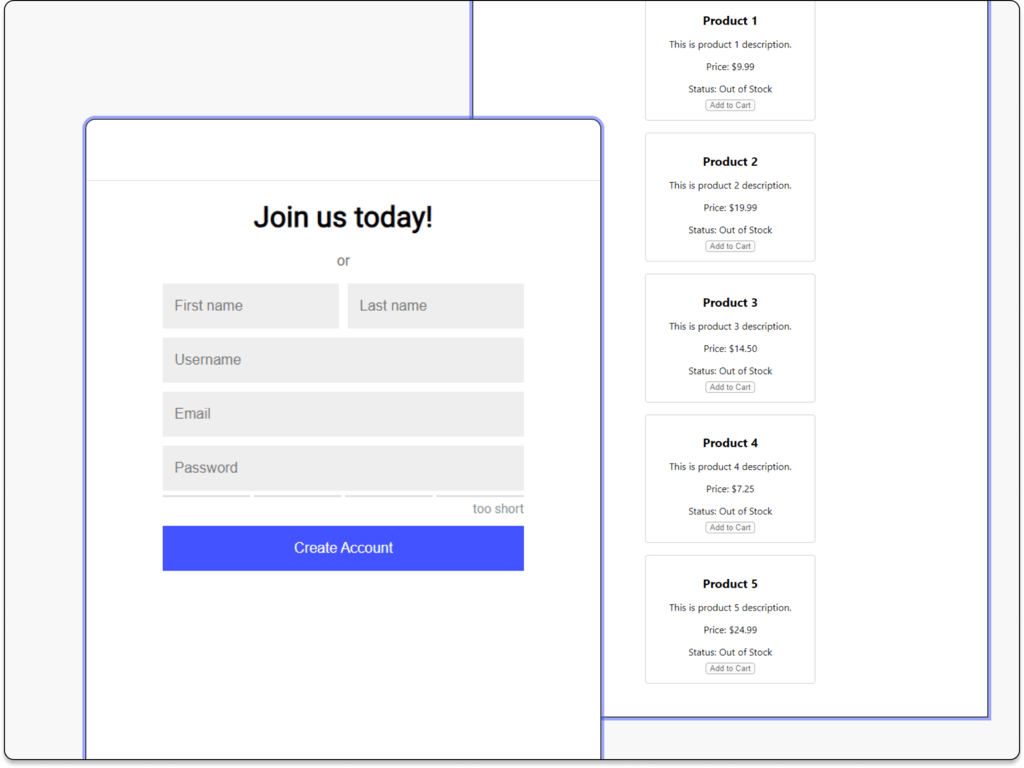 Product 1
This is product 1 description.
Price: $9.99
Status: Out of Stock
Add to Cart
Product 2
This is product 2 description.
Price: $19.99
Status: Out of Stock
Add to Cart
Product 3
This is product 3 description.
Price: $14.50
Status: Out of Stock
Add to Cart
Product 4
This is product 4 description.
Price: $7.25
Status: Out of Stock
Add to Cart
Product 5
This is product 5 description.
Price: $24.99
Status: Out of Stock
Add to Cart
Join us today!
or
First name Last name
Username
Email
Password
too short
Create Account